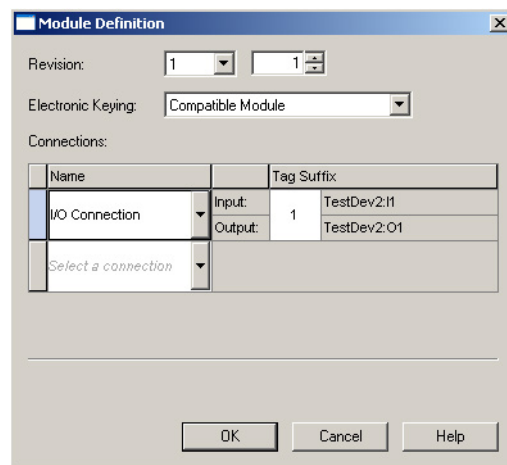 Module Definition
Revision: 1 1
Electronic Keying: Compatible Module
Connections:
Name Tag Suffix
I/O Connection Input: 1 TestDev2:I1
Output: TestDev2:O1
Select a connection
OK Cancel Help